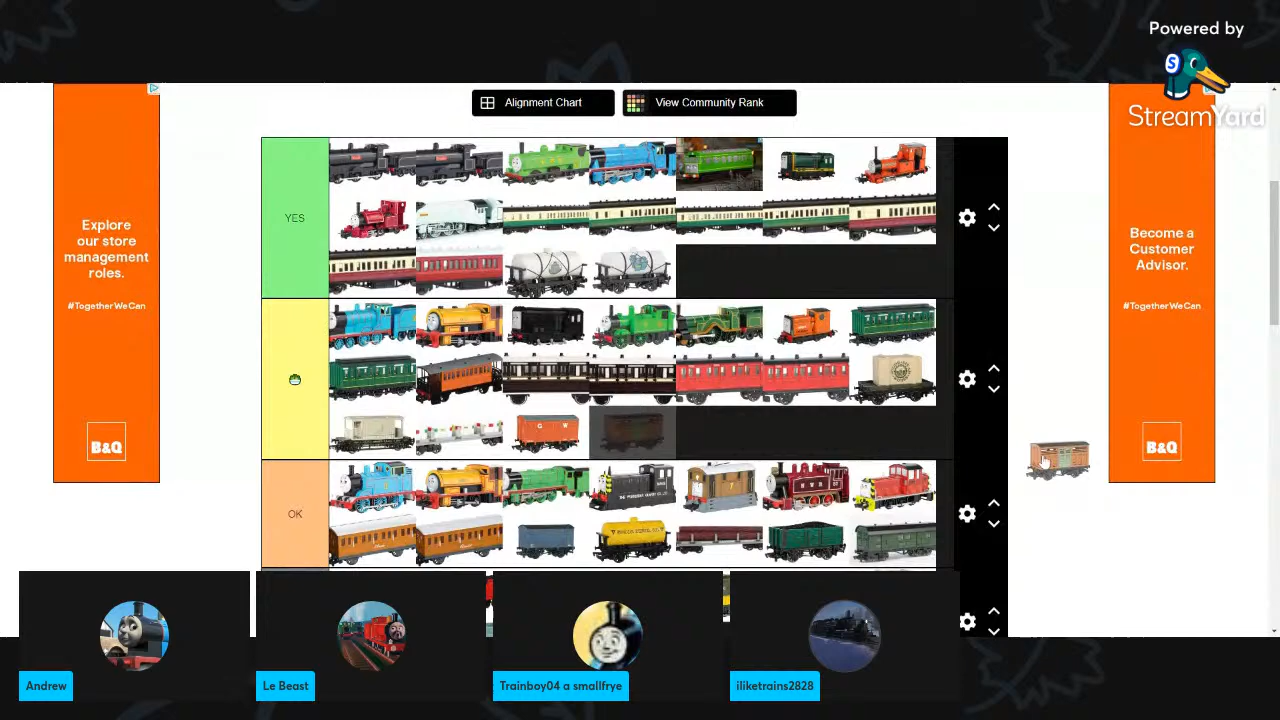 Powered by
StreamYard
Alignment Chart
View Community Rank
Explore
our store
management
roles.
#TogetherWeCan
B&Q
YES
OK
G W
Become a
Customer
Advisor.
#TogetherWeCan
B&Q
Andrew
Le Beast
Trainboy04 a smallfrye
iliketrains2828